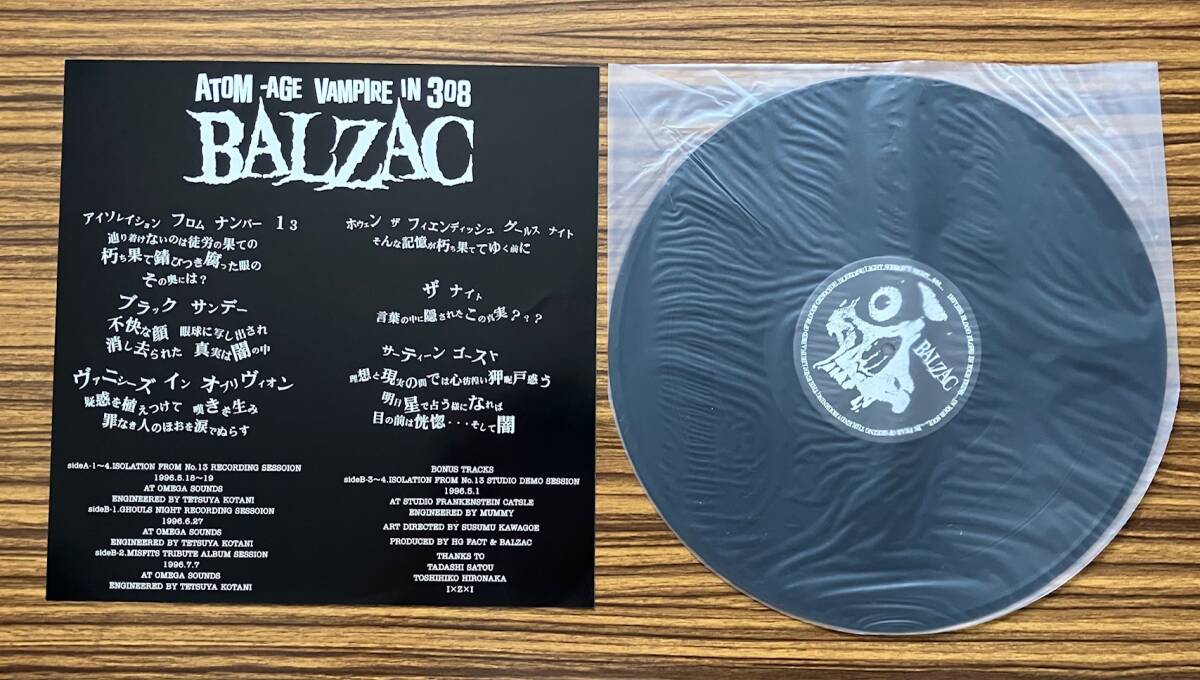 ATOM-AGE VAMPIRE IN 308
BALZAC
アイソレイション フロム ナンバー 13
辿り着けないのは徒労の果ての
朽ち果て錆びつき腐った眼の
その奥には？
ブラック サンデー
不快な顔 眼球に写し出され
消し去られた 真実は闇の中
ヴァニシーズ イン オブリヴィオン
疑惑を植えつけて 嘆きを生み
罪なき人のほおを涙でぬらす
sideA-1～4.ISOLATION FROM No.13 RECORDING SESSOION
1996.5.18～19
AT OMEGA SOUNDS
ENGINEERED BY TETSUYA KOTANI
sideB-1.GHOULS NIGHT RECORDING SESSOION
1996.6.27
AT OMEGA SOUNDS
ENGINEERED BY TETSUYA KOTANI
sideB-2.MISFITS TRIBUTE ALBUM SESSION
1996.7.7
AT OMEGA SOUNDS
ENGINEERED BY TETSUYA KOTANI
ホウェン ザ フィエンディッシュ グールス ナイト
そんな記憶が朽ち果ててゆく前に
ザ ナイト
言葉の中に隠されたこの真実？？？
サーティーン ゴースト
理想と現実の間では心彷徨い 戸惑う
明日星で占う様になれば
目の前は恍惚・・・そして闇
BONUS TRACKS
sideB-3～4.ISOLATION FROM No.13 STUDIO DEMO SESSION
1996.5.1
AT STUDIO FRANKENSTEIN CATSLE
ENGINEERED BY MUMMY
ART DIRECTED BY SUSUMU KAWAGOE
PRODUCED BY HG FACT & BALZAC
THANKS TO
TADASHI SATOU
TOSHIHIKO HIRONAKA
I×Z×I
BALZAC